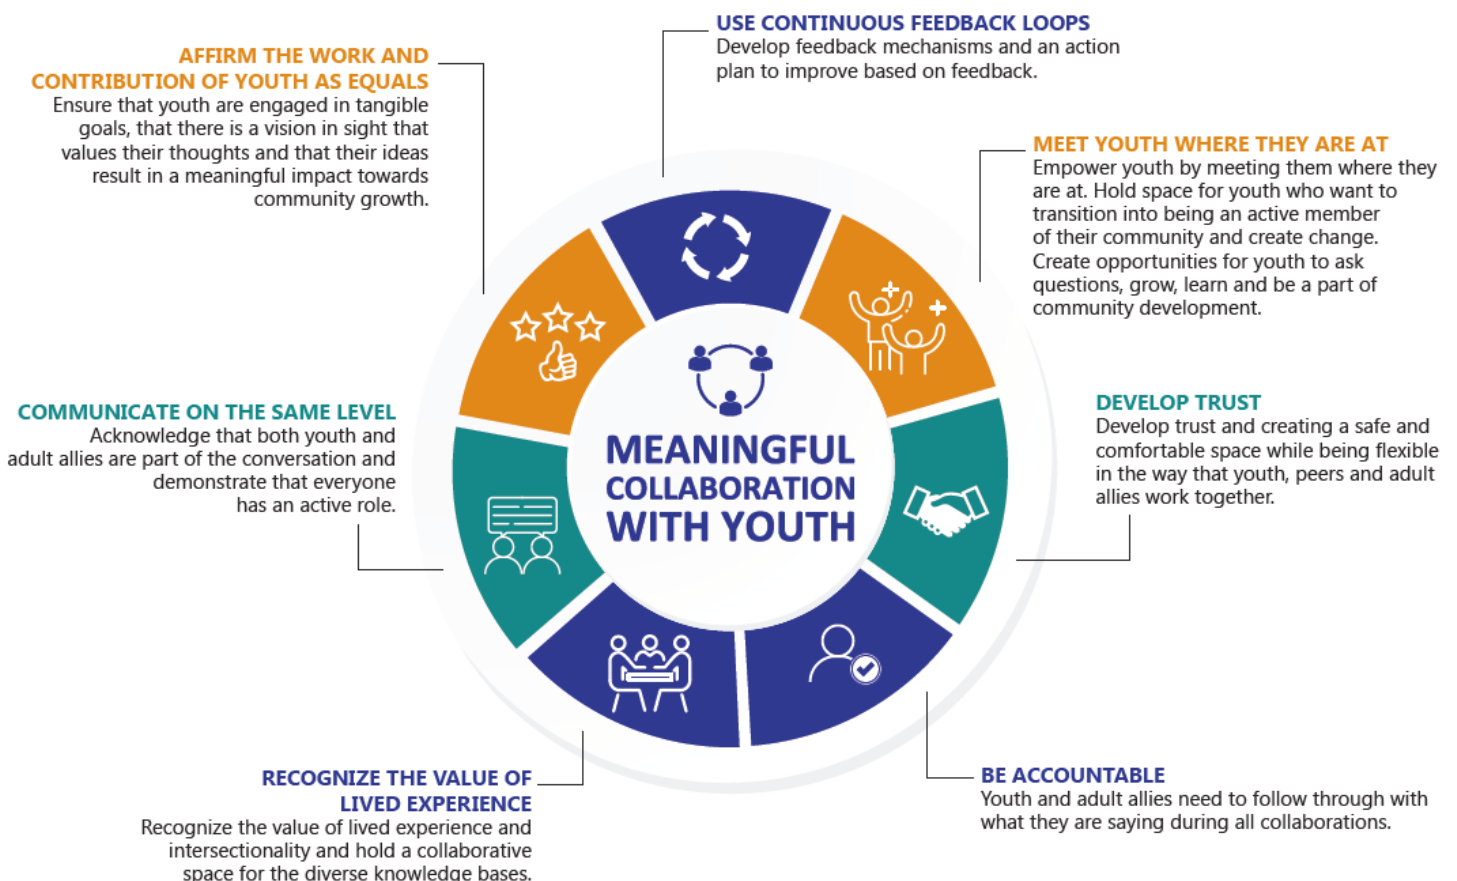 USE CONTINUOUS FEEDBACK LOOPS
Develop feedback mechanisms and an action
plan to improve based on feedback.
MEET YOUTH WHERE THEY ARE AT
Empower youth by meeting them where they
are at. Hold space for youth who want to
transition into being an active member
of their community and create change.
Create opportunities for youth to ask
questions, grow, learn and be a part of
community development.
DEVELOP TRUST
Develop trust and creating a safe and
comfortable space while being flexible
in the way that youth, peers and adult
allies work together.
BE ACCOUNTABLE
Youth and adult allies need to follow through with
what they are saying during all collaborations.
RECOGNIZE THE VALUE OF
LIVED EXPERIENCE
Recognize the value of lived experience and
intersectionality and hold a collaborative
space for the diverse knowledge bases.
COMMUNICATE ON THE SAME LEVEL
Acknowledge that both youth and
adult allies are part of the conversation and
demonstrate that everyone
has an active role.
AFFIRM THE WORK AND
CONTRIBUTION OF YOUTH AS EQUALS
Ensure that youth are engaged in tangible
goals, that there is a vision in sight that
values their thoughts and that their ideas
result in a meaningful impact towards
community growth.
MEANINGFUL
COLLABORATION
WITH YOUTH